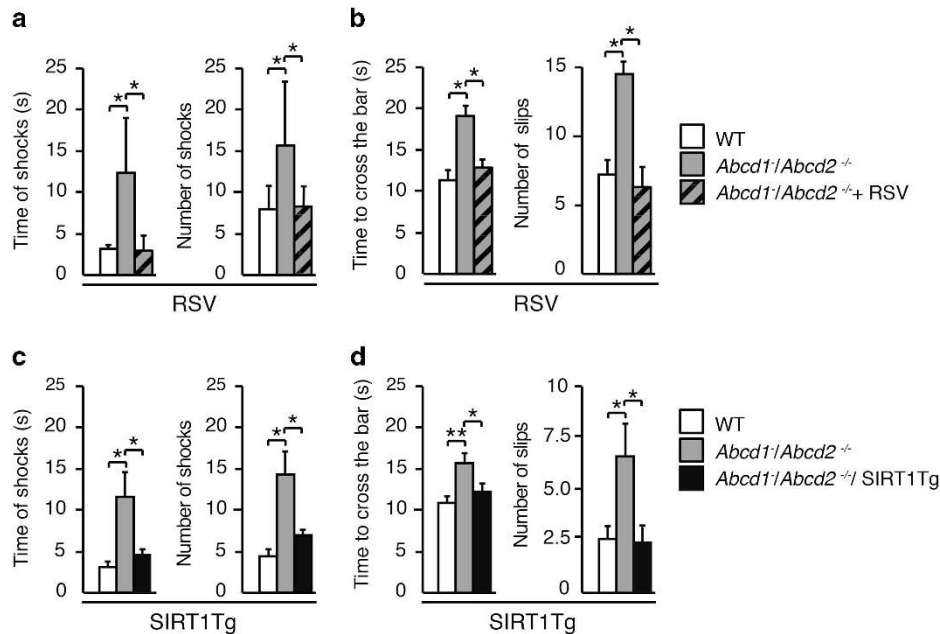 a
Time of shocks (s)
25
20
15
10
5
0
*
*
Number of shocks
25
20
15
10
5
0
*
*
RSV
b
Time to cross the bar (s)
25
20
15
10
5
0
*
*
Number of slips
15
10
5
0
*
*
RSV
WT
Abcd1⁻/Abcd2 ⁻/⁻
Abcd1⁻/Abcd2 ⁻/⁻+ RSV
c
Time of shocks (s)
25
20
15
10
5
0
*
*
Number of shocks
25
20
15
10
5
0
*
*
SIRT1Tg
d
Time to cross the bar (s)
25
20
15
10
5
0
**
*
Number of slips
10
7.5
5.0
2.5
0
*
*
SIRT1Tg
WT
Abcd1⁻/Abcd2 ⁻/⁻
Abcd1⁻/Abcd2 ⁻/⁻/ SIRT1Tg